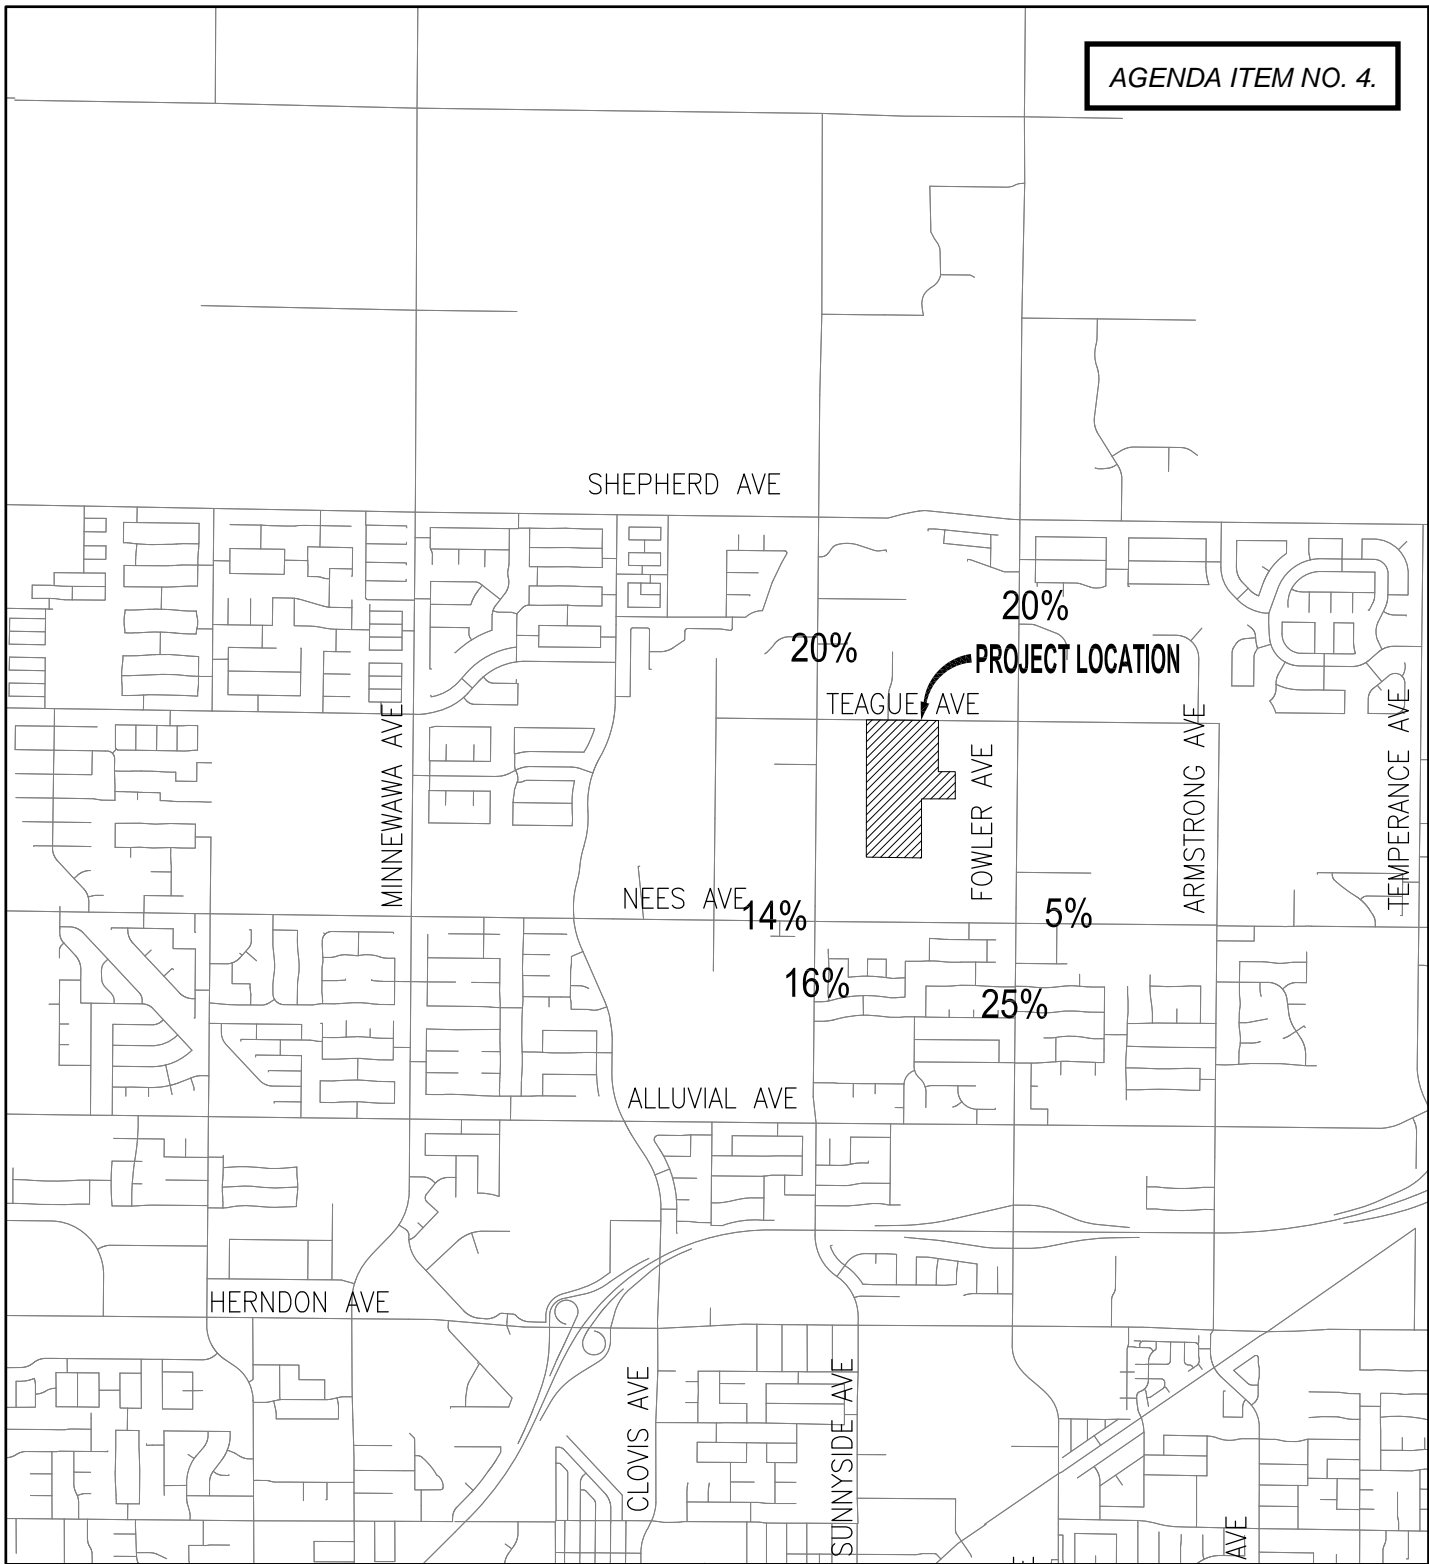 AGENDA ITEM NO. 4.
SHEPHERD AVE
20%
20%
PROJECT LOCATION
TEAGUE AVE
MINNEWAWA AVE
FOWLER AVE
ARMSTRONG AVE
TEMPERANCE AVE
NEES AVE
14%
5%
16%
25%
ALLUVIAL AVE
HERNDON AVE
CLOVIS AVE
SUNNYSIDE AVE
AVE